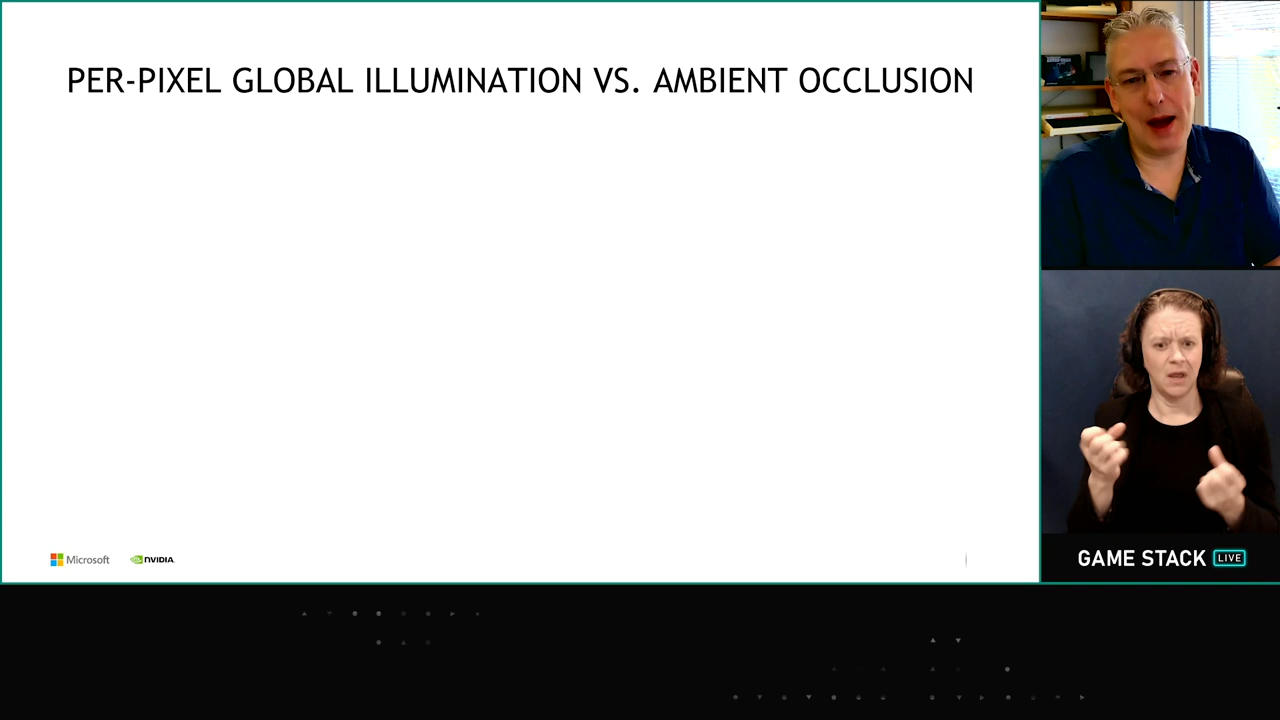 PER-PIXEL GLOBAL ILLUMINATION VS. AMBIENT OCCLUSION
Microsoft
NVIDIA
GAME STACK LIVE